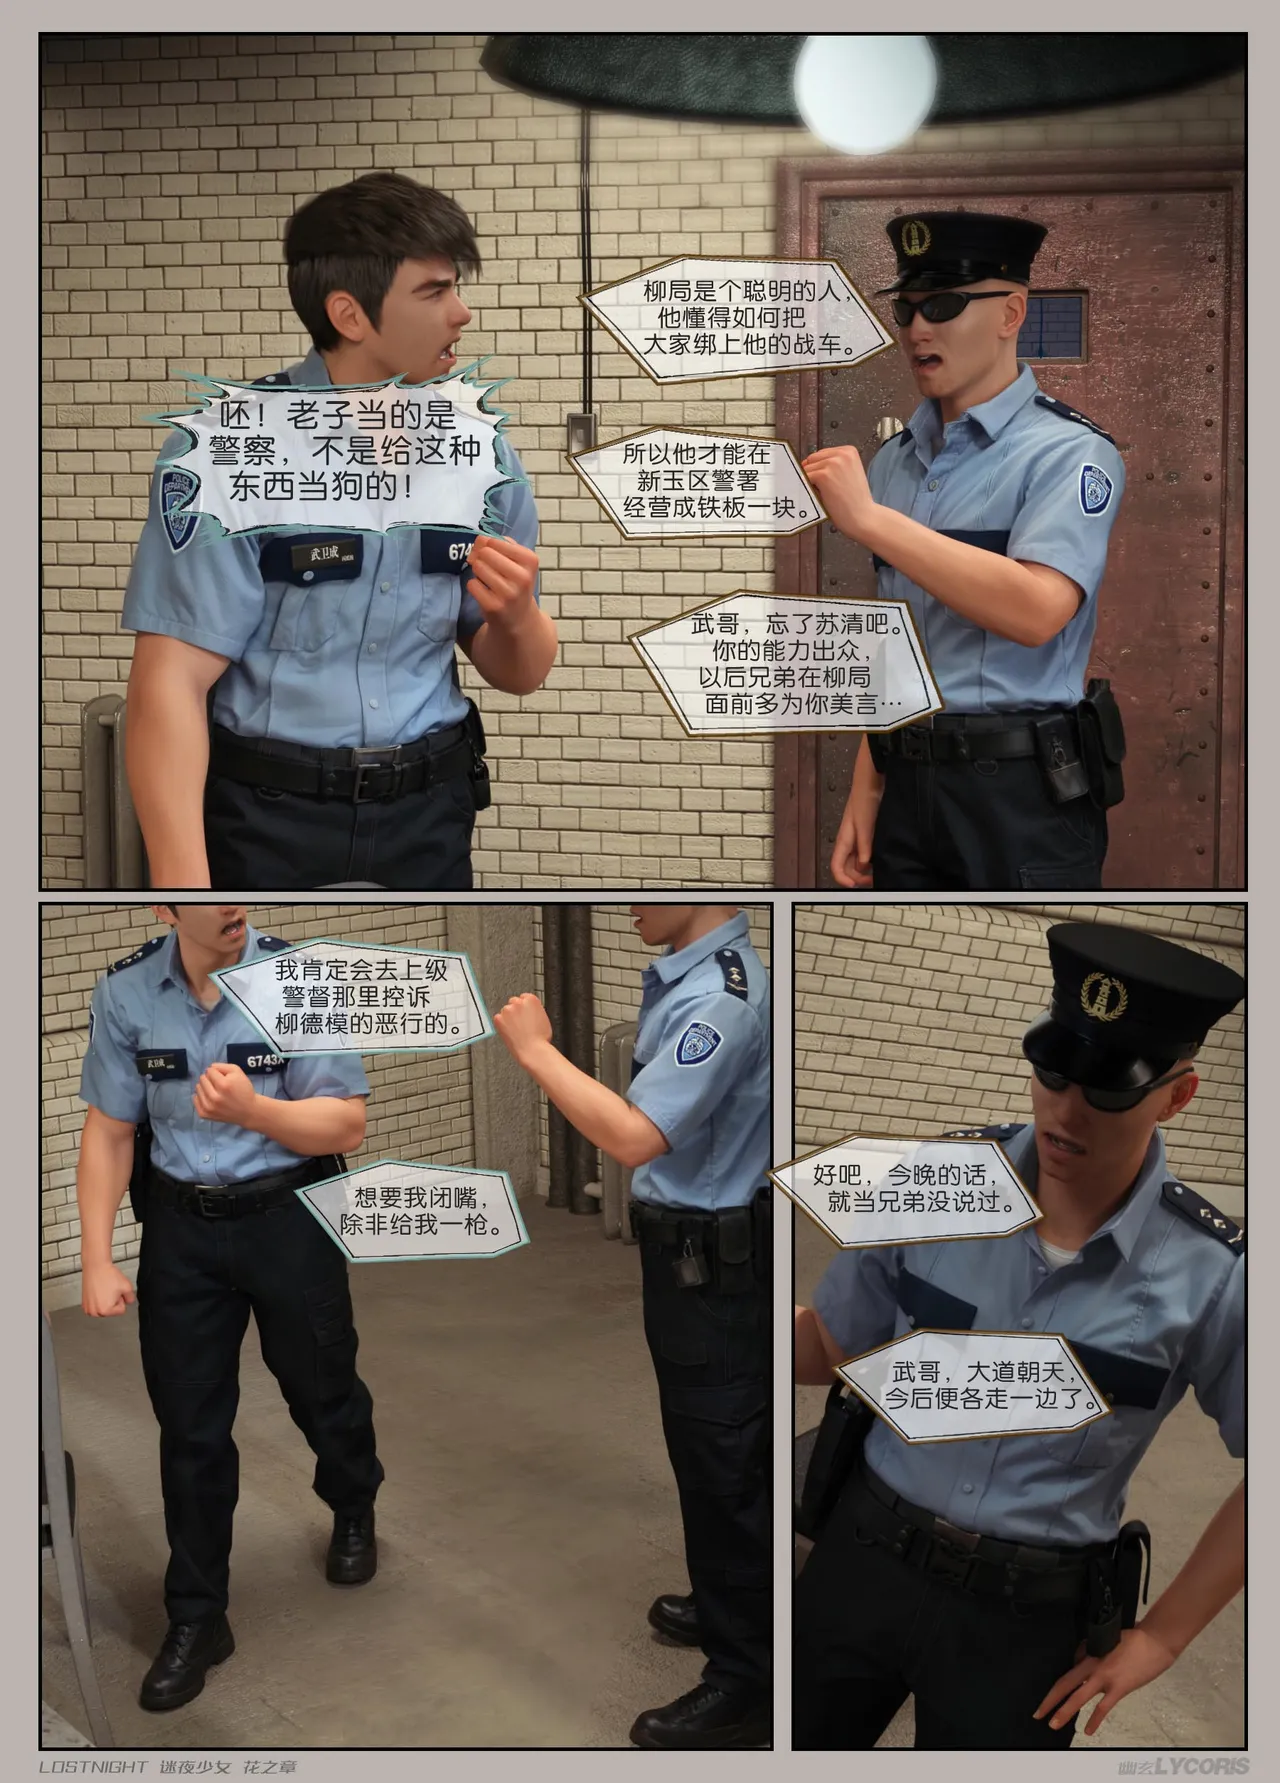 柳局是个聪明的人，
他懂得如何把
大家绑上他的战车。
呸！老子当的是
警察，不是给这种
东西当狗的！
所以他才能在
新玉区警署
经营成铁板一块。
POLICE
武卫成
674
武哥，忘了苏清吧。
你的能力出众，
以后兄弟在柳局
面前多为你美言…
我肯定会去上级
警督那里控诉
柳德模的恶行的。
武卫成
6743X
想要我闭嘴，
除非给我一枪。
好吧，今晚的话，
就当兄弟没说过。
武哥，大道朝天，
今后便各走一边了。
LOSTNIGHT 迷夜少女 花之章
幽玄LYCORIS